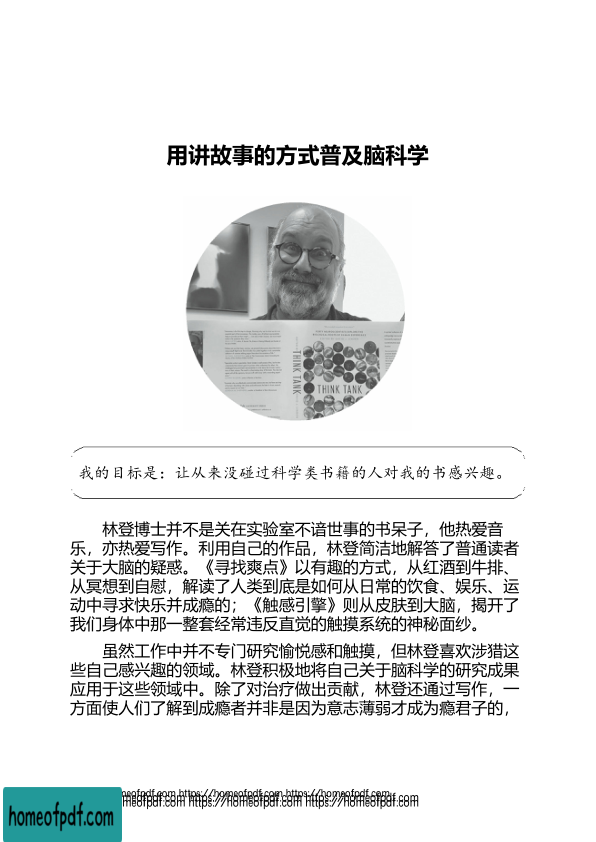 用讲故事的方式普及脑科学
THINK TANK
THINK TANK
我的目标是：让从来没碰过科学类书籍的人对我的书感兴趣。
林登博士并不是关在实验室不谙世事的书呆子，他热爱音
乐，亦热爱写作。利用自己的作品，林登简洁地解答了普通读者
关于大脑的疑惑。《寻找爽点》以有趣的方式，从红酒到牛排、
从冥想到自慰，解读了人类到底是如何从日常的饮食、娱乐、运
动中寻求快乐并成瘾的；《触感引擎》则从皮肤到大脑，揭开了
我们身体中那一整套经常违反直觉的触摸系统的神秘面纱。
虽然工作中并不专门研究愉悦感和触摸，但林登喜欢涉猎这
些自己感兴趣的领域。林登积极地将自己关于脑科学的研究成果
应用于这些领域中。除了对治疗做出贡献，林登还通过写作，一
方面使人们了解到成瘾者并非是因为意志薄弱才成为瘾君子的，
homeofpdf.com https://homeofpdf.com https://homeofpdf.com
homeofpdf.com https://homeofpdf.com https://homeofpdf.com
homeofpdf.com